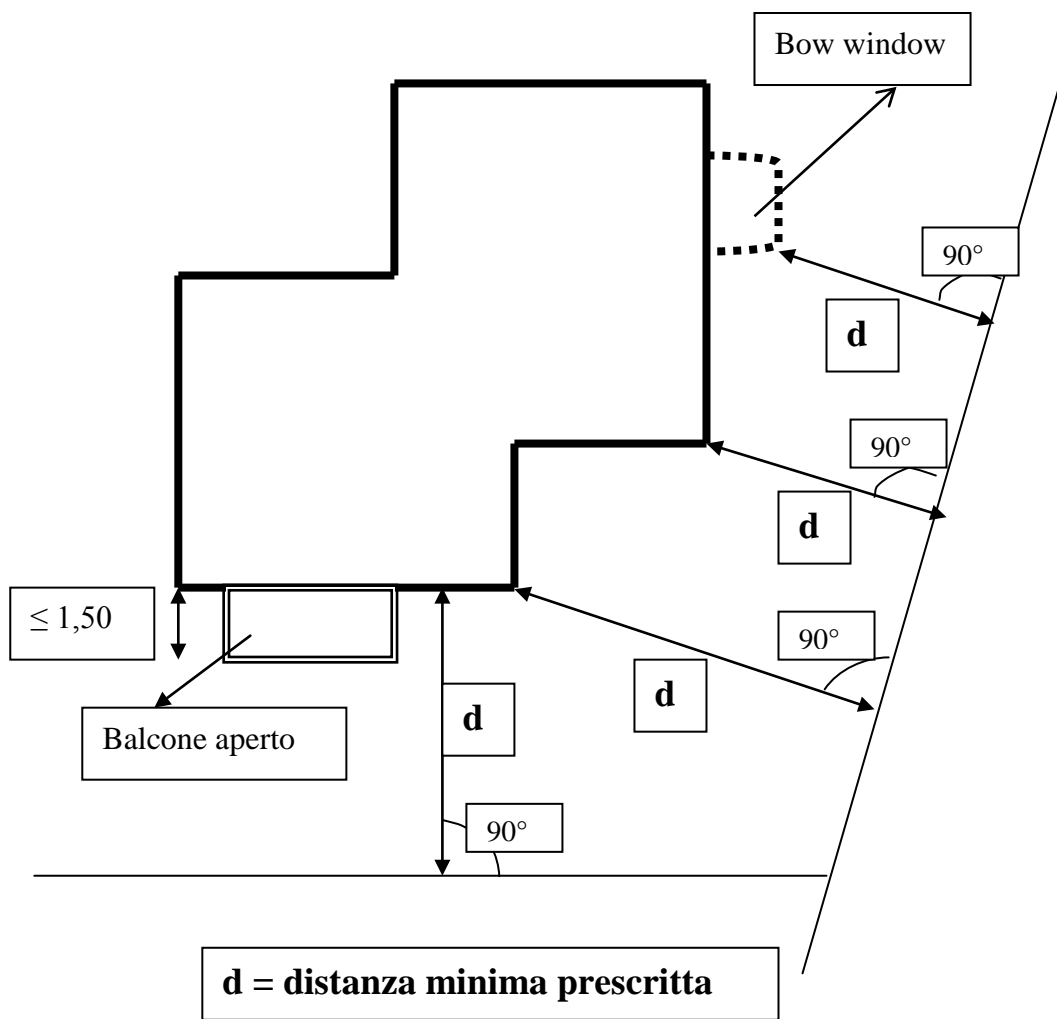 Bow window
90°
d
90°
d
≤ 1,50
90°
d
d
Balcone aperto
90°
d = distanza minima prescritta